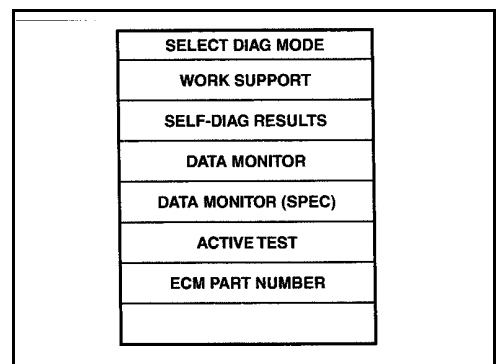 SELECT DIAG MODE
WORK SUPPORT
SELF-DIAG RESULTS
DATA MONITOR
DATA MONITOR (SPEC)
ACTIVE TEST
ECM PART NUMBER